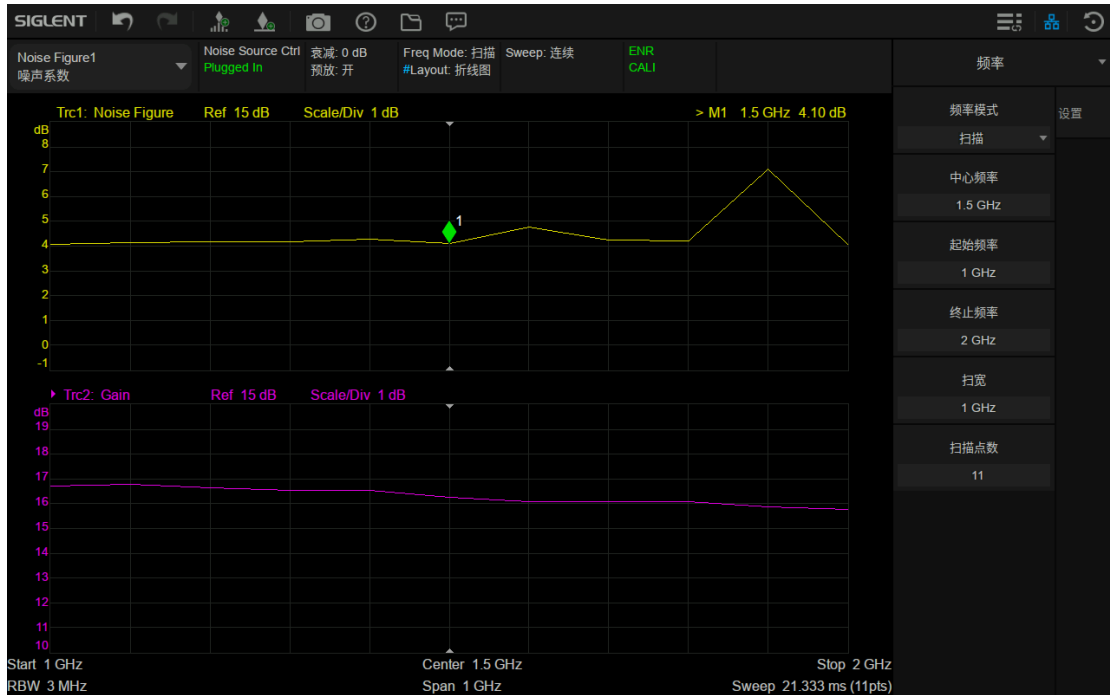 SIGLENT
Noise Figure1
噪声系数
Noise Source Ctrl
Plugged In
衰减: 0 dB
预放: 开
Freq Mode: 扫描
#Layout: 折线图
Sweep: 连续
ENR
CALI
频率
Trc1: Noise Figure Ref 15 dB Scale/Div 1 dB > M1 1.5 GHz 4.10 dB
dB
8
7
6
5
4
3
2
1
0
-1
1
Trc2: Gain Ref 15 dB Scale/Div 1 dB
dB
19
18
17
16
15
14
13
12
11
10
Start 1 GHz Center 1.5 GHz Stop 2 GHz
RBW 3 MHz Span 1 GHz Sweep 21.333 ms (11pts)
频率模式
扫描
中心频率
1.5 GHz
起始频率
1 GHz
终止频率
2 GHz
扫宽
1 GHz
扫描点数
11
设置